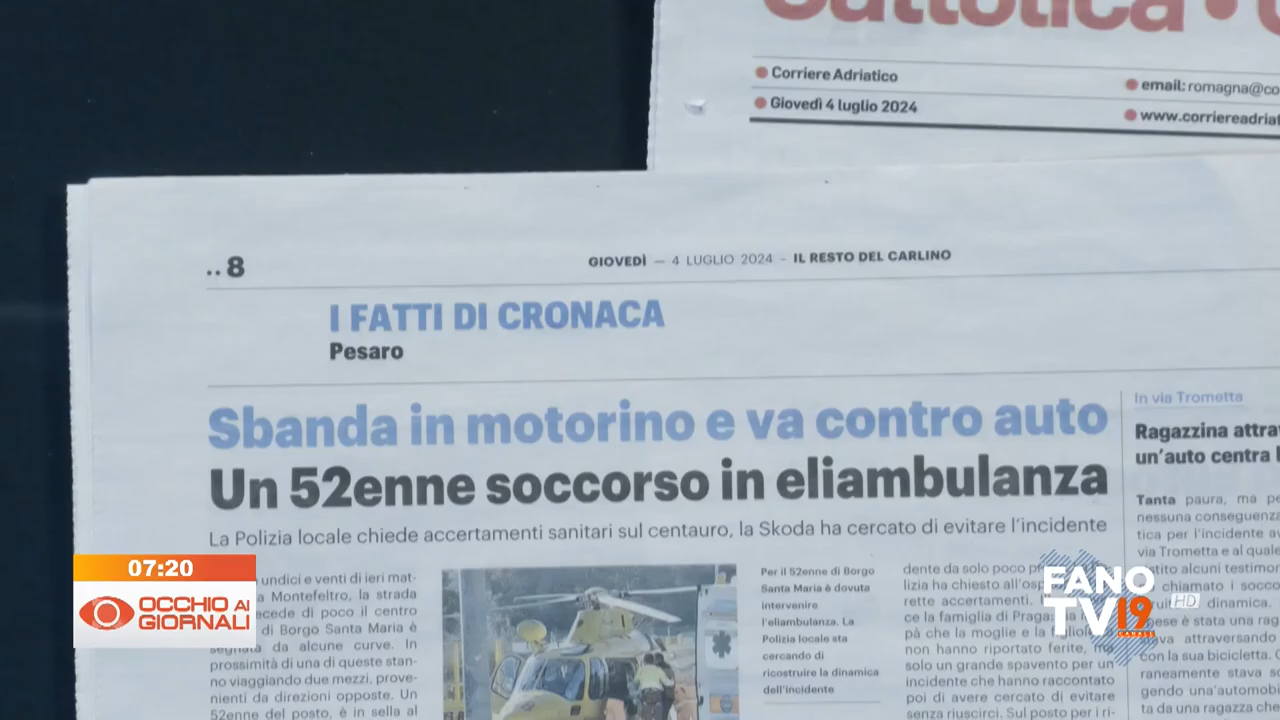 Cattolica
Corriere Adriatico
Giovedì 4 luglio 2024
email: romagna@co
www.corriereadriat
..8
GIOVEDÌ — 4 LUGLIO 2024 – IL RESTO DEL CARLINO
I FATTI DI CRONACA
Pesaro
Sbanda in motorino e va contro auto
Un 52enne soccorso in eliambulanza
La Polizia locale chiede accertamenti sanitari sul centauro, la Skoda ha cercato di evitare l'incidente
undici e venti di ieri mat-
a Montefeltro, la strada
cede di poco il centro
di Borgo Santa Maria è
segnata da alcune curve. In
prossimità di una di queste stan-
no viaggiando due mezzi, prove-
nienti da direzioni opposte. Un
52enne del posto, è in sella al
Per il 52enne di Borgo
Santa Maria è dovuta
intervenire
l'eliambulanza. La
Polizia locale sta
cercando di
ricostruire la dinamica
dell'incidente
dente da solo poco p
lizia ha chiesto all'os
rette accertamenti.
ce la famiglia di Praga
pà che la moglie e la
non hanno riportato ferite,
solo un grande spavento per un
incidente che hanno raccontato
poi di avere cercato di evitare
senza riuscirci. Sul posto per i ri-
In via Trometta
Ragazzina attra
un'auto centra l
Tanta paura, ma pe
nessuna conseguenza
tica per l'incidente av
via Trometta e al quale
tito alcuni testimon
chiamato i socco
dinamica.
è stata una rag
attraversando
con la sua bicicletta.
raneamente stava s
gendo una'automob
ta da una ragazza che
07:20
OCCHIO AI
GIORNALI
FANO
TV19
HD
CANALE